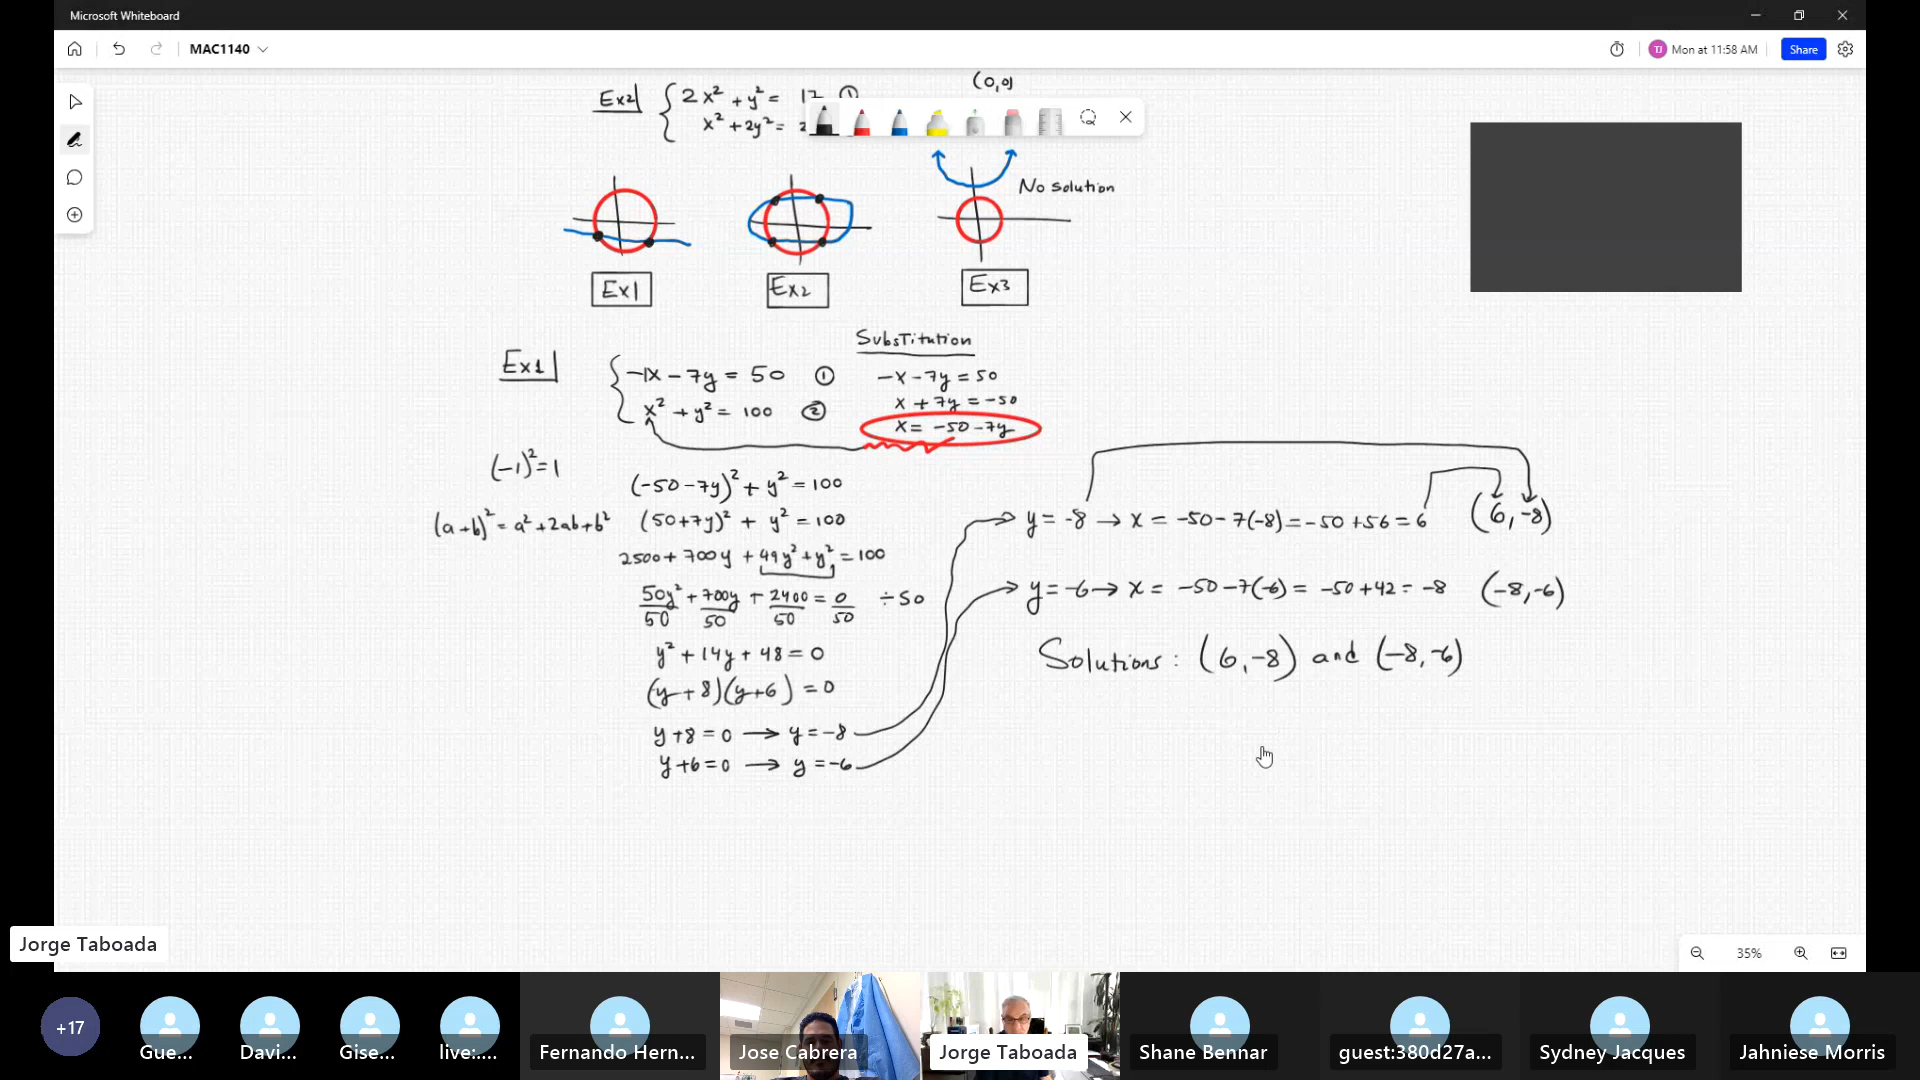 Microsoft Whiteboard
MAC1140
Mon at 11:58 AM
Share
TJ
(0,0)
Ex2 { 2x² + y² = 17 ①
x² + 2y² = 2
No solution
Ex1
Ex2
Ex3
Substitution
Ex1 { -1x - 7y = 50 ① -x - 7y = 50
x² + y² = 100 ② x + 7y = -50
x = -50 - 7y
(-1)² = 1
(-50 - 7y)² + y² = 100
(a+b)² = a² + 2ab + b² (50 + 7y)² + y² = 100
2500 + 700y + 49y² + y² = 100
50y²/50 + 700y/50 + 2400/50 = 0/50 ÷50
y² + 14y + 48 = 0
(y + 8)(y + 6) = 0
y + 8 = 0 → y = -8
y + 6 = 0 → y = -6
y = -8 → x = -50 - 7(-8) = -50 + 56 = 6 (6, -8)
y = -6 → x = -50 - 7(-6) = -50 + 42 = -8 (-8, -6)
Solutions: (6, -8) and (-8, -6)
35%
Jorge Taboada
+17
Gue...
Davi...
Gise...
live:....
Fernando Hern...
Jose Cabrera
Jorge Taboada
Shane Bennar
guest:380d27a...
Sydney Jacques
Jahniese Morris